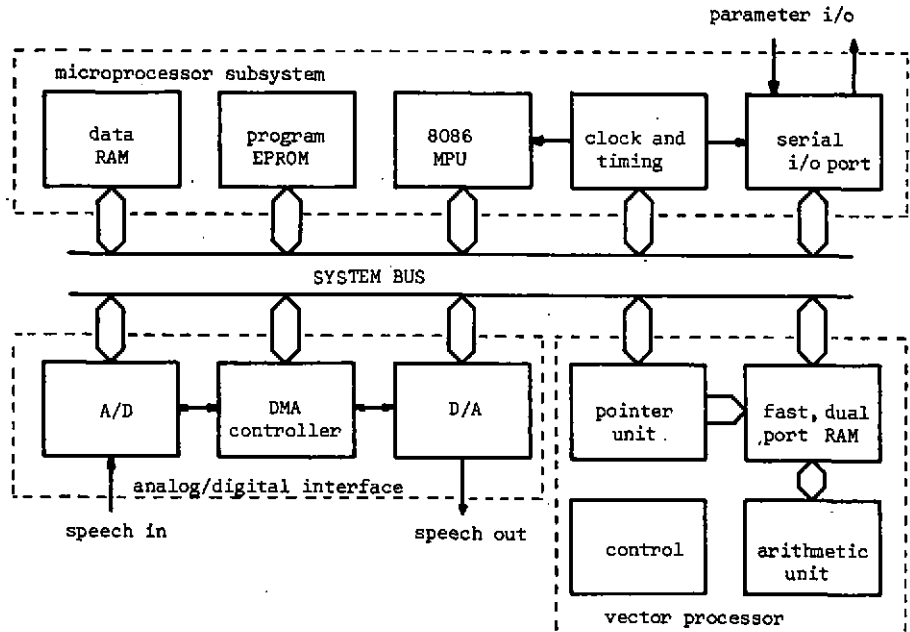 parameter i/o
microprocessor subsystem
data
RAM
program
EPROM
8086
MPU
clock and
timing
serial
i/o port
SYSTEM BUS
A/D
DMA
controller
D/A
pointer
unit
fast, dual
port RAM
analog/digital interface
speech in
speech out
control
arithmetic
unit
vector processor